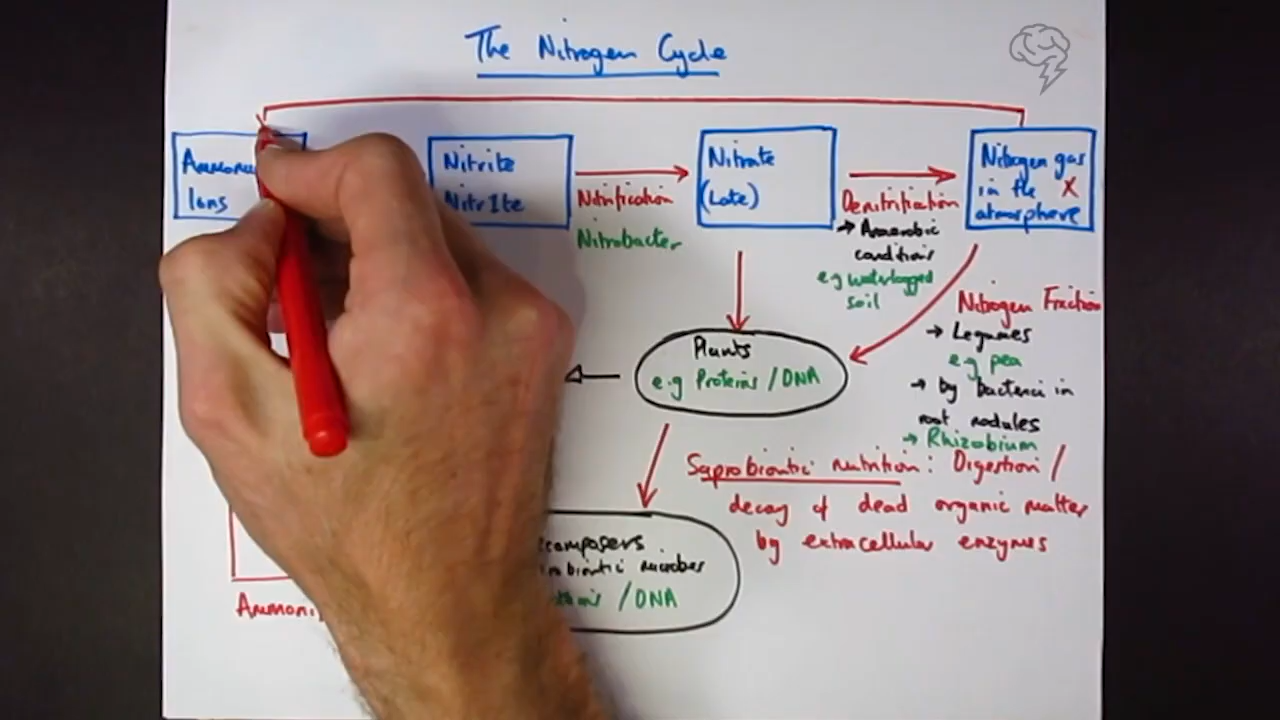 The Nitrogen Cycle
Ions
Nitrite
NitrIte
Nitrification
Nitrobacter
Nitrate
(Late)
Denitrification
→ Anaerobic
conditions
e.g waterlogged
soil
Nitrogen gas
in the X
atmosphere
Nitrogen Fixation
→ Legumes
e.g pea
→ by bacteria in
root nodules
→ Rhizobium
Plants
e.g Proteins / DNA
Saprobiontic nutrition: Digestion /
decay of dead organic matter
by extracellular enzymes
microbes
/ DNA